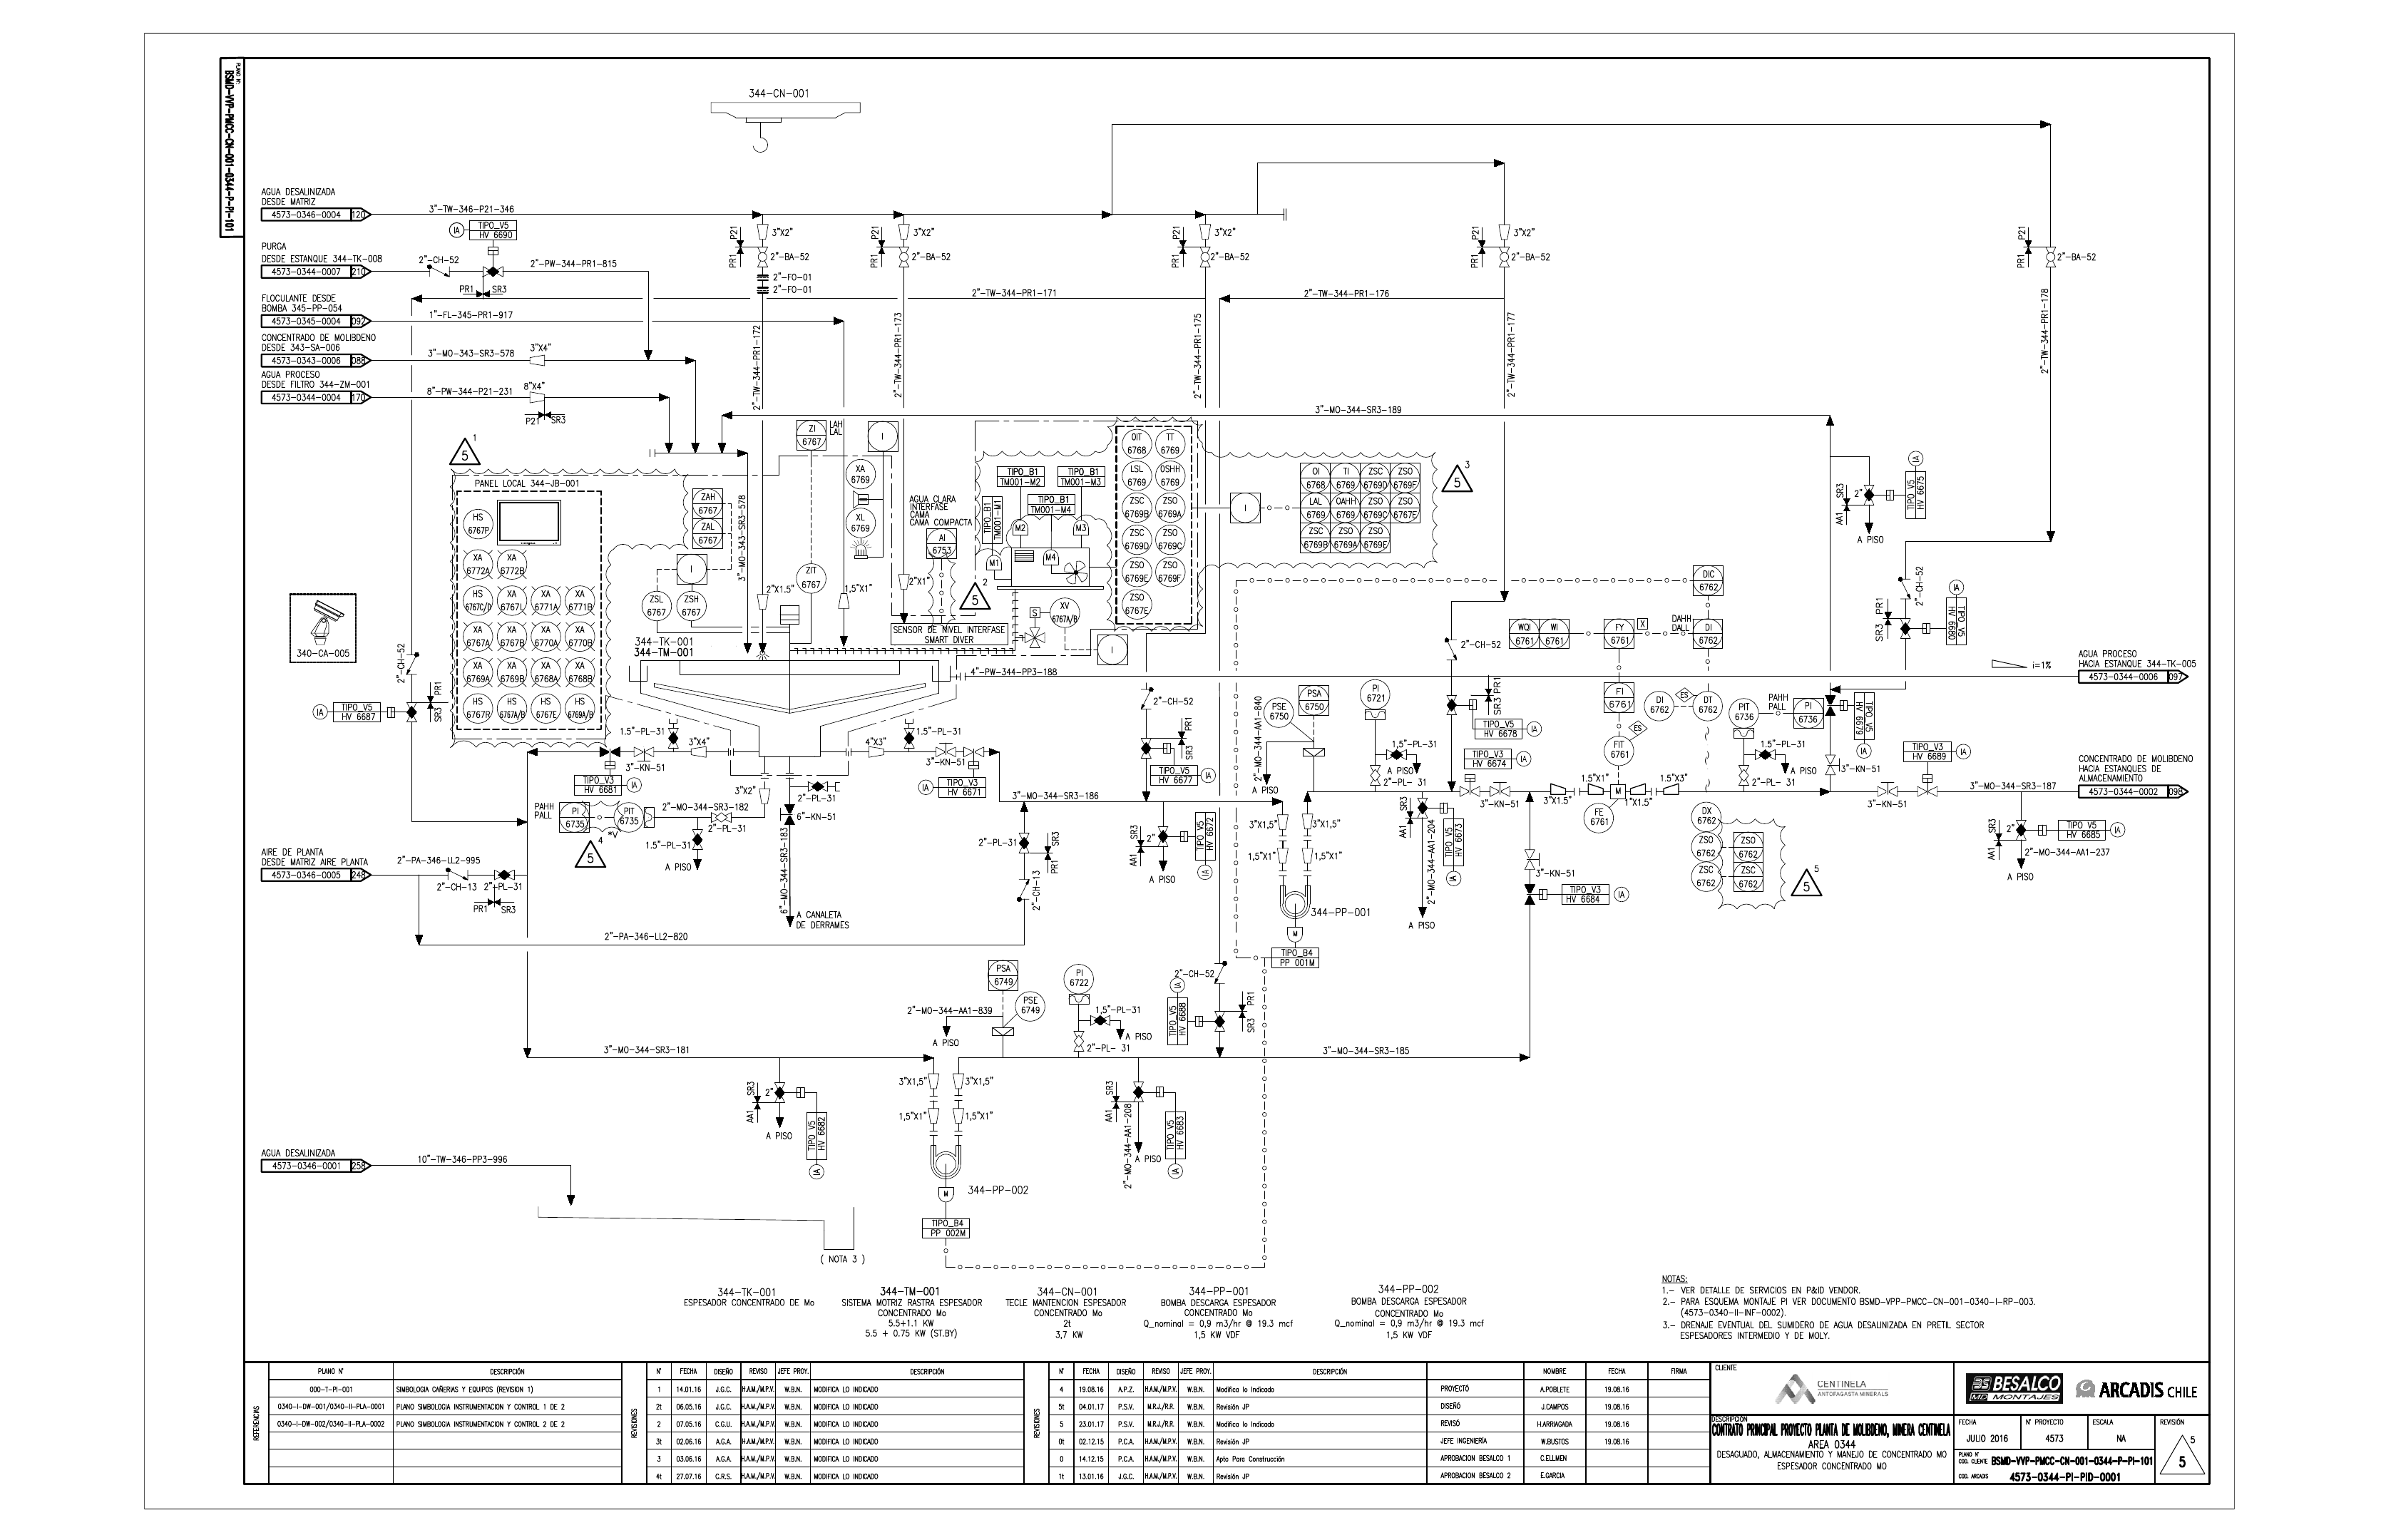 PLANO N°:
BSMD-VVP-PMCC-CN-001-0344-P-PI-101
344-CN-001
AGUA DESALINIZADA
DESDE MATRIZ
4573-0346-0004 120
3"-TW-346-P21-346
IA
TIPO_V5
HV 6690
PURGA
DESDE ESTANQUE 344-TK-008
4573-0344-0007 210
2"-CH-52
2"-PW-344-PR1-815
PR1 SR3
FLOCULANTE DESDE
BOMBA 345-PP-054
4573-0345-0004 092
1"-FL-345-PR1-917
CONCENTRADO DE MOLIBDENO
DESDE 343-SA-006
4573-0343-0006 088
3"-MO-343-SR3-578
3"X4"
AGUA PROCESO
DESDE FILTRO 344-ZM-001
4573-0344-0004 170
8"-PW-344-P21-231
8"X4"
P21 SR3
P21
PR1
3"X2"
2"-BA-52
2"-FO-01
2"-FO-01
P21
PR1
3"X2"
2"-BA-52
P21
PR1
3"X2"
2"-BA-52
P21
PR1
3"X2"
2"-BA-52
P21
PR1
2"-BA-52
2"-TW-344-PR1-171
2"-TW-344-PR1-176
2"-TW-344-PR1-172
2"-TW-344-PR1-173
2"-TW-344-PR1-175
2"-TW-344-PR1-177
2"-TW-344-PR1-178
3"-MO-344-SR3-189
5 1
PANEL LOCAL 344-JB-001
HS 6767P
XA 6772A
XA 6772B
HS 6767C/D
XA 6767L
XA 6771A
XA 6771B
XA 6767A
XA 6767B
XA 6770A
XA 6770B
XA 6769A
XA 6769B
XA 6768A
XA 6768B
HS 6767R
HS 6767A/B
HS 6767E
HS 6769A/B
340-CA-005
ZAH 6767
ZAL 6767
3"-MO-343-SR3-578
ZI 6767
LAH
LAL
I
XA 6769
XL 6769
I
ZSL 6767
ZSH 6767
ZIT 6767
2"X1.5"
1,5"X1"
2"X1"
AGUA CLARA
INTERFASE
CAMA
CAMA COMPACTA
AI 6753
SENSOR DE NIVEL INTERFASE
SMART DIVER
5 2
TIPO_B1
TM001-M1
TIPO_B1
TM001-M2
TIPO_B1
TM001-M3
TIPO_B1
TM001-M4
M1
M2
M3
M4
S
XV 6767A/B
I
OIT 6768
TT 6769
LSL 6769
OSHH 6769
ZSC 6769B
ZSO 6769A
ZSC 6769D
ZSO 6769C
ZSO 6769E
ZSO 6769F
ZSO 6767E
I
OI 6768
TI 6769
ZSC 6769D
ZSO 6769F
LAL 6769
OAHH 6769
ZSO 6769C
ZSO 6767E
ZSC 6769B
ZSO 6769A
ZSO 6769E
5 3
344-TK-001
344-TM-001
4"-PW-344-PP3-188
2"-CH-52
IA
TIPO_V5
HV 6687
PR1
SR3
1.5"-PL-31
3"X4"
3"-KN-51
TIPO_V3
HV 6681
IA
4"X3"
1.5"-PL-31
3"-KN-51
IA
TIPO_V3
HV 6671
2"-PL-31
6"-KN-51
3"X2"
2"-MO-344-SR3-182
2"-PL-31
1.5"-PL-31
A PISO
PAHH
PALL
PI 6735
PIT 6735
4 *V
5
6"-MO-344-SR3-183
A CANALETA
DE DERRAMES
AIRE DE PLANTA
DESDE MATRIZ AIRE PLANTA
4573-0346-0005 248
2"-PA-346-LL2-995
2"-CH-13
2"-PL-31
PR1 SR3
2"-PA-346-LL2-820
3"-MO-344-SR3-186
2"-PL-31
SR3
PR1
2"-CH-13
2"-CH-52
PR1
SR3
TIPO_V5
HV 6677
IA
SR3
AA1
2"
A PISO
TIPO V5
HV 6672
IA
2"-MO-344-AA1-840
PSE 6750
PSA 6750
A PISO
PI 6721
1,5"-PL-31
A PISO
2"-PL- 31
3"X1,5"
3"X1,5"
1,5"X1"
1,5"X1"
344-PP-001
M
TIPO_B4
PP 001M
2"-CH-52
SR3 PR1
TIPO_V5
HV 6678
IA
TIPO_V3
HV 6674
IA
3"-KN-51
SR3
AA1
2"
TIPO V5
HV 6673
IA
2"-MO-344-AA1-204
A PISO
WQI 6761
WI 6761
FY 6761
X
FI 6761
FIT 6761
ES
M
FE 6761
3"X1.5"
1.5"X1"
1"X1.5"
1.5"X3"
3"-KN-51
TIPO_V3
HV 6684
IA
DIC 6762
DAHH
DALL
DI 6762
DI 6762
ES
DT 6762
DX 6762
ZSO 6762
ZSC 6762
ZSO 6762
ZSC 6762
5 5
PIT 6736
PAHH
PALL
PI 6736
1,5"-PL-31
A PISO
2"-PL- 31
TIPO_V5
HV 6679
IA
3"-KN-51
3"-KN-51
TIPO_V3
HV 6689
IA
SR3
AA1
2"
A PISO
IA
TIPO V5
HV 6675
2"-CH-52
SR3 PR1
IA
TIPO V5
HV 6680
i=1%
AGUA PROCESO
HACIA ESTANQUE 344-TK-005
4573-0344-0006 097
CONCENTRADO DE MOLIBDENO
HACIA ESTANQUES DE
ALMACENAMIENTO
4573-0344-0002 098
3"-MO-344-SR3-187
SR3
AA1
2"
TIPO V5
HV 6685
IA
2"-MO-344-AA1-237
A PISO
PSA 6749
PSE 6749
2"-MO-344-AA1-839
A PISO
PI 6722
1,5"-PL-31
A PISO
2"-PL- 31
2"-CH-52
IA
TIPO_V5
HV 6688
PR1
SR3
3"-MO-344-SR3-181
3"-MO-344-SR3-185
SR3
AA1
2"
A PISO
TIPO V5
HV 6682
IA
3"X1,5"
3"X1,5"
1,5"X1"
1,5"X1"
SR3
AA1
2"-MO-344-AA1-208
A PISO
TIPO V5
HV 6683
IA
344-PP-002
M
TIPO_B4
PP 002M
AGUA DESALINIZADA
4573-0346-0001 258
10"-TW-346-PP3-996
( NOTA 3 )
344-TK-001
ESPESADOR CONCENTRADO DE Mo
344-TM-001
SISTEMA MOTRIZ RASTRA ESPESADOR
CONCENTRADO Mo
5.5+1.1 KW
5.5 + 0.75 KW (ST.BY)
344-CN-001
TECLE MANTENCION ESPESADOR
CONCENTRADO Mo
2t
3,7 KW
344-PP-001
BOMBA DESCARGA ESPESADOR
CONCENTRADO Mo
Q_nominal = 0,9 m3/hr @ 19.3 mcf
1,5 KW VDF
344-PP-002
BOMBA DESCARGA ESPESADOR
CONCENTRADO Mo
Q_nominal = 0,9 m3/hr @ 19.3 mcf
1,5 KW VDF
NOTAS:
1.- VER DETALLE DE SERVICIOS EN P&ID VENDOR.
2.- PARA ESQUEMA MONTAJE PI VER DOCUMENTO BSMD-VPP-PMCC-CN-001-0340-I-RP-003.
(4573-0340-II-INF-0002).
3.- DRENAJE EVENTUAL DEL SUMIDERO DE AGUA DESALINIZADA EN PRETIL SECTOR
ESPESADORES INTERMEDIO Y DE MOLY.
REFERENCIAS
PLANO N° DESCRIPCIÓN
000-T-PI-001 SIMBOLOGIA CAÑERIAS Y EQUIPOS (REVISION 1)
0340-I-DW-001/0340-II-PLA-0001 PLANO SIMBOLOGIA INSTRUMENTACION Y CONTROL 1 DE 2
0340-I-DW-002/0340-II-PLA-0002 PLANO SIMBOLOGIA INSTRUMENTACION Y CONTROL 2 DE 2
REVISIONES
N° FECHA DISEÑO REVISO JEFE PROY. DESCRIPCIÓN
1 14.01.16 J.G.C. H.A.M./M.P.V. W.B.N. MODIFICA LO INDICADO
2t 06.05.16 J.G.C. H.A.M./M.P.V. W.B.N. MODIFICA LO INDICADO
2 07.05.16 C.G.U. H.A.M./M.P.V. W.B.N. MODIFICA LO INDICADO
3t 02.06.16 A.G.A. H.A.M./M.P.V. W.B.N. MODIFICA LO INDICADO
3 03.06.16 A.G.A. H.A.M./M.P.V. W.B.N. MODIFICA LO INDICADO
4t 27.07.16 C.R.S. H.A.M./M.P.V. W.B.N. MODIFICA LO INDICADO
REVISIONES
N° FECHA DISEÑO REVISO JEFE PROY. DESCRIPCIÓN
4 19.08.16 A.P.Z. H.A.M./M.P.V. W.B.N. Modifica lo Indicado
5t 04.01.17 P.S.V. M.R.J./R.R. W.B.N. Revisión JP
5 23.01.17 P.S.V. M.R.J./R.R. W.B.N. Modifica lo Indicado
0t 02.12.15 P.C.A. H.A.M./M.P.V. W.B.N. Revisión JP
0 14.12.15 P.C.A. H.A.M./M.P.V. W.B.N. Apto Para Construcción
1t 13.01.16 J.G.C. H.A.M./M.P.V. W.B.N. Revisión JP
NOMBRE FECHA FIRMA
PROYECTÓ A.POBLETE 19.08.16
DISEÑO J.CAMPOS 19.08.16
REVISÓ H.ARRIAGADA 19.08.16
JEFE INGENIERÍA W.BUSTOS 19.08.16
APROBACION BESALCO 1 C.ELLMEN
APROBACION BESALCO 2 E.GARCIA
CLIENTE
CENTINELA
ANTOFAGASTA MINERALS
BESALCO
MD MONTAJES
ARCADIS CHILE
DESCRIPCIÓN
CONTRATO PRINCIPAL PROYECTO PLANTA DE MOLIBDENO, MINERA CENTINELA
AREA 0344
DESAGUADO, ALMACENAMIENTO Y MANEJO DE CONCENTRADO MO
ESPESADOR CONCENTRADO MO
FECHA N° PROYECTO ESCALA REVISIÓN
JULIO 2016 4573 NA
PLANO N°
COD. CLIENTE BSMD-VVP-PMCC-CN-001-0344-P-PI-101
COD. ARCADIS 4573-0344-PI-PID-0001
5 5